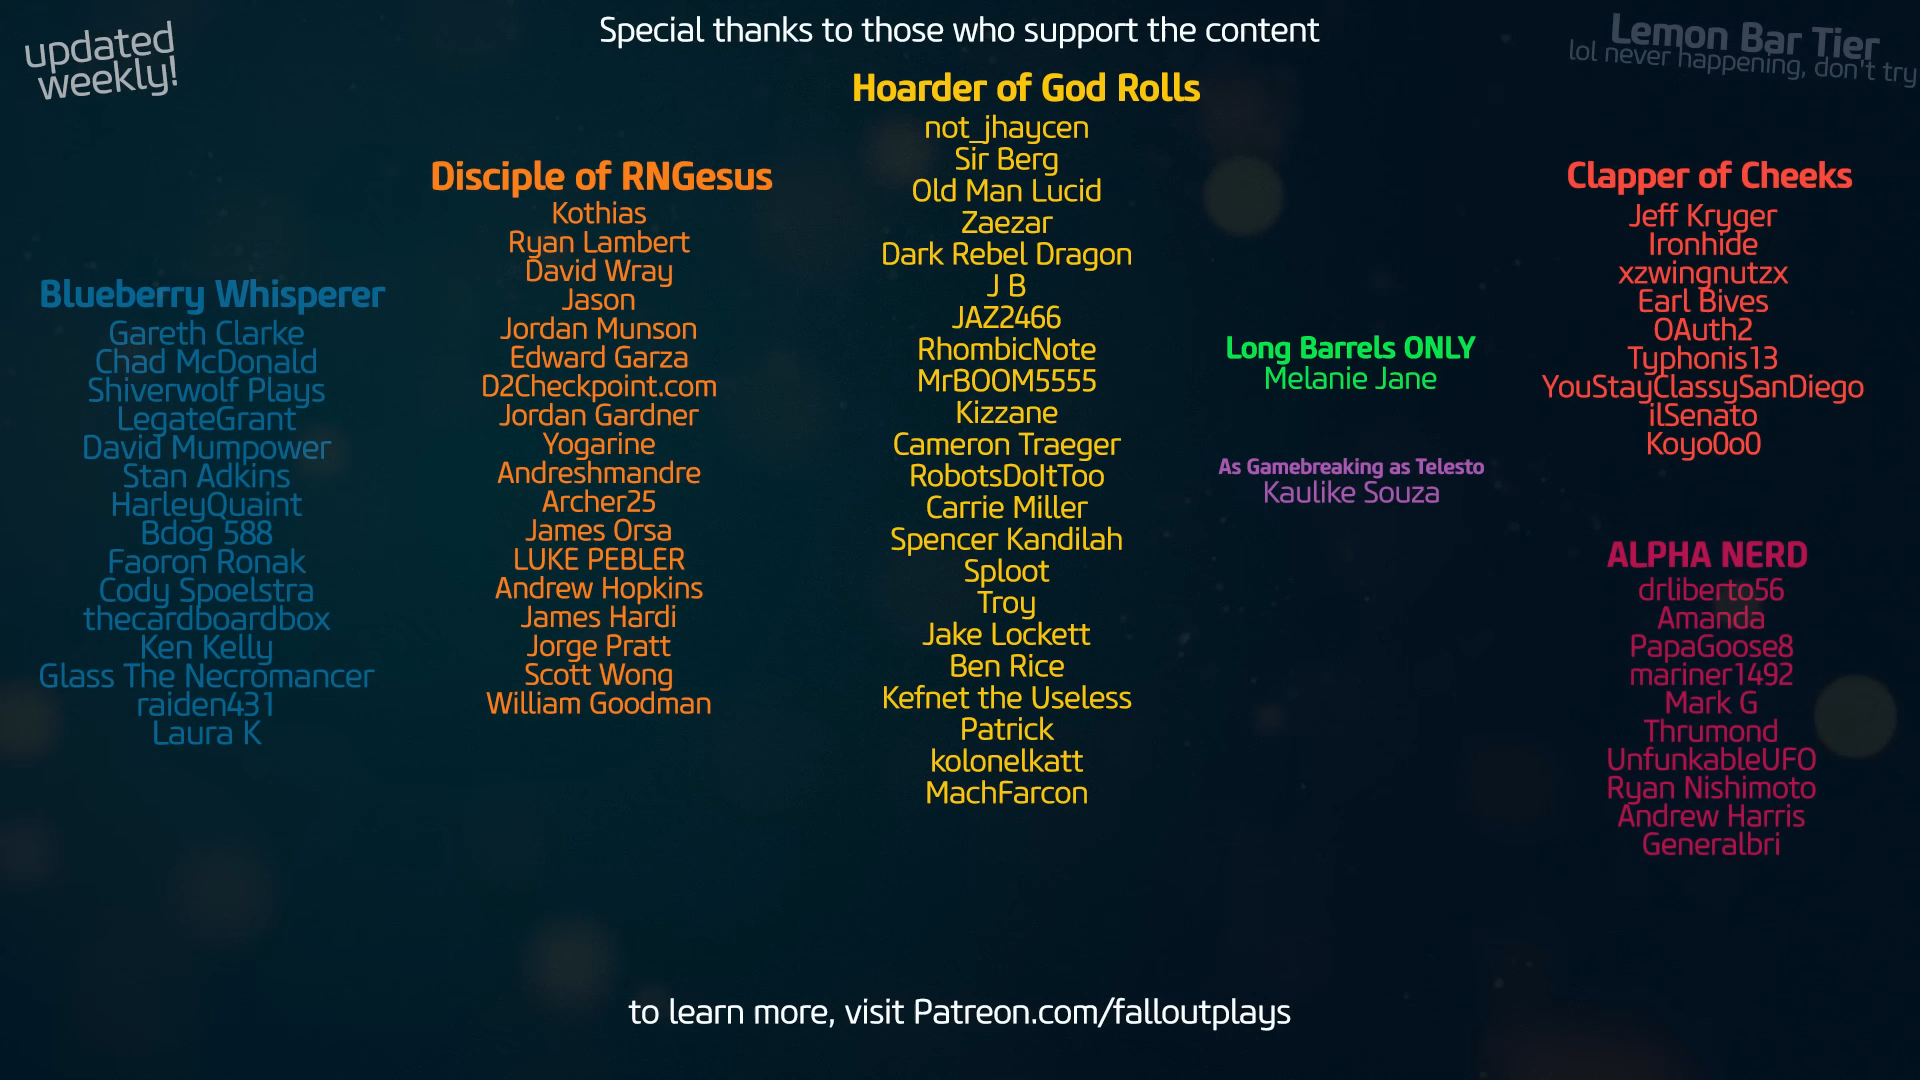 updated
weekly!
Special thanks to those who support the content
Lemon Bar Tier
lol never happening, don't try
Blueberry Whisperer
Gareth Clarke
Chad McDonald
Shiverwolf Plays
LegateGrant
David Mumpower
Stan Adkins
HarleyQuaint
Bdog 588
Faoron Ronak
Cody Spoelstra
thecardboardbox
Ken Kelly
Glass The Necromancer
raiden431
Laura K
Disciple of RNGesus
Kothias
Ryan Lambert
David Wray
Jason
Jordan Munson
Edward Garza
D2Checkpoint.com
Jordan Gardner
Yogarine
Andreshmandre
Archer25
James Orsa
LUKE PEBLER
Andrew Hopkins
James Hardi
Jorge Pratt
Scott Wong
William Goodman
Hoarder of God Rolls
not_jhaycen
Sir Berg
Old Man Lucid
Zaezar
Dark Rebel Dragon
J B
JAZ2466
RhombicNote
MrBOOM5555
Kizzane
Cameron Traeger
RobotsDoItToo
Carrie Miller
Spencer Kandilah
Sploot
Troy
Jake Lockett
Ben Rice
Kefnet the Useless
Patrick
kolonelkatt
MachFarcon
Long Barrels ONLY
Melanie Jane
As Gamebreaking as Telesto
Kaulike Souza
Clapper of Cheeks
Jeff Kryger
Ironhide
xzwingnutzx
Earl Bives
OAuth2
Typhonis13
YouStayClassySanDiego
ilSenato
Koyo0o0
ALPHA NERD
drliberto56
Amanda
PapaGoose8
mariner1492
Mark G
Thrumond
UnfunkableUFO
Ryan Nishimoto
Andrew Harris
Generalbri
to learn more, visit Patreon.com/falloutplays